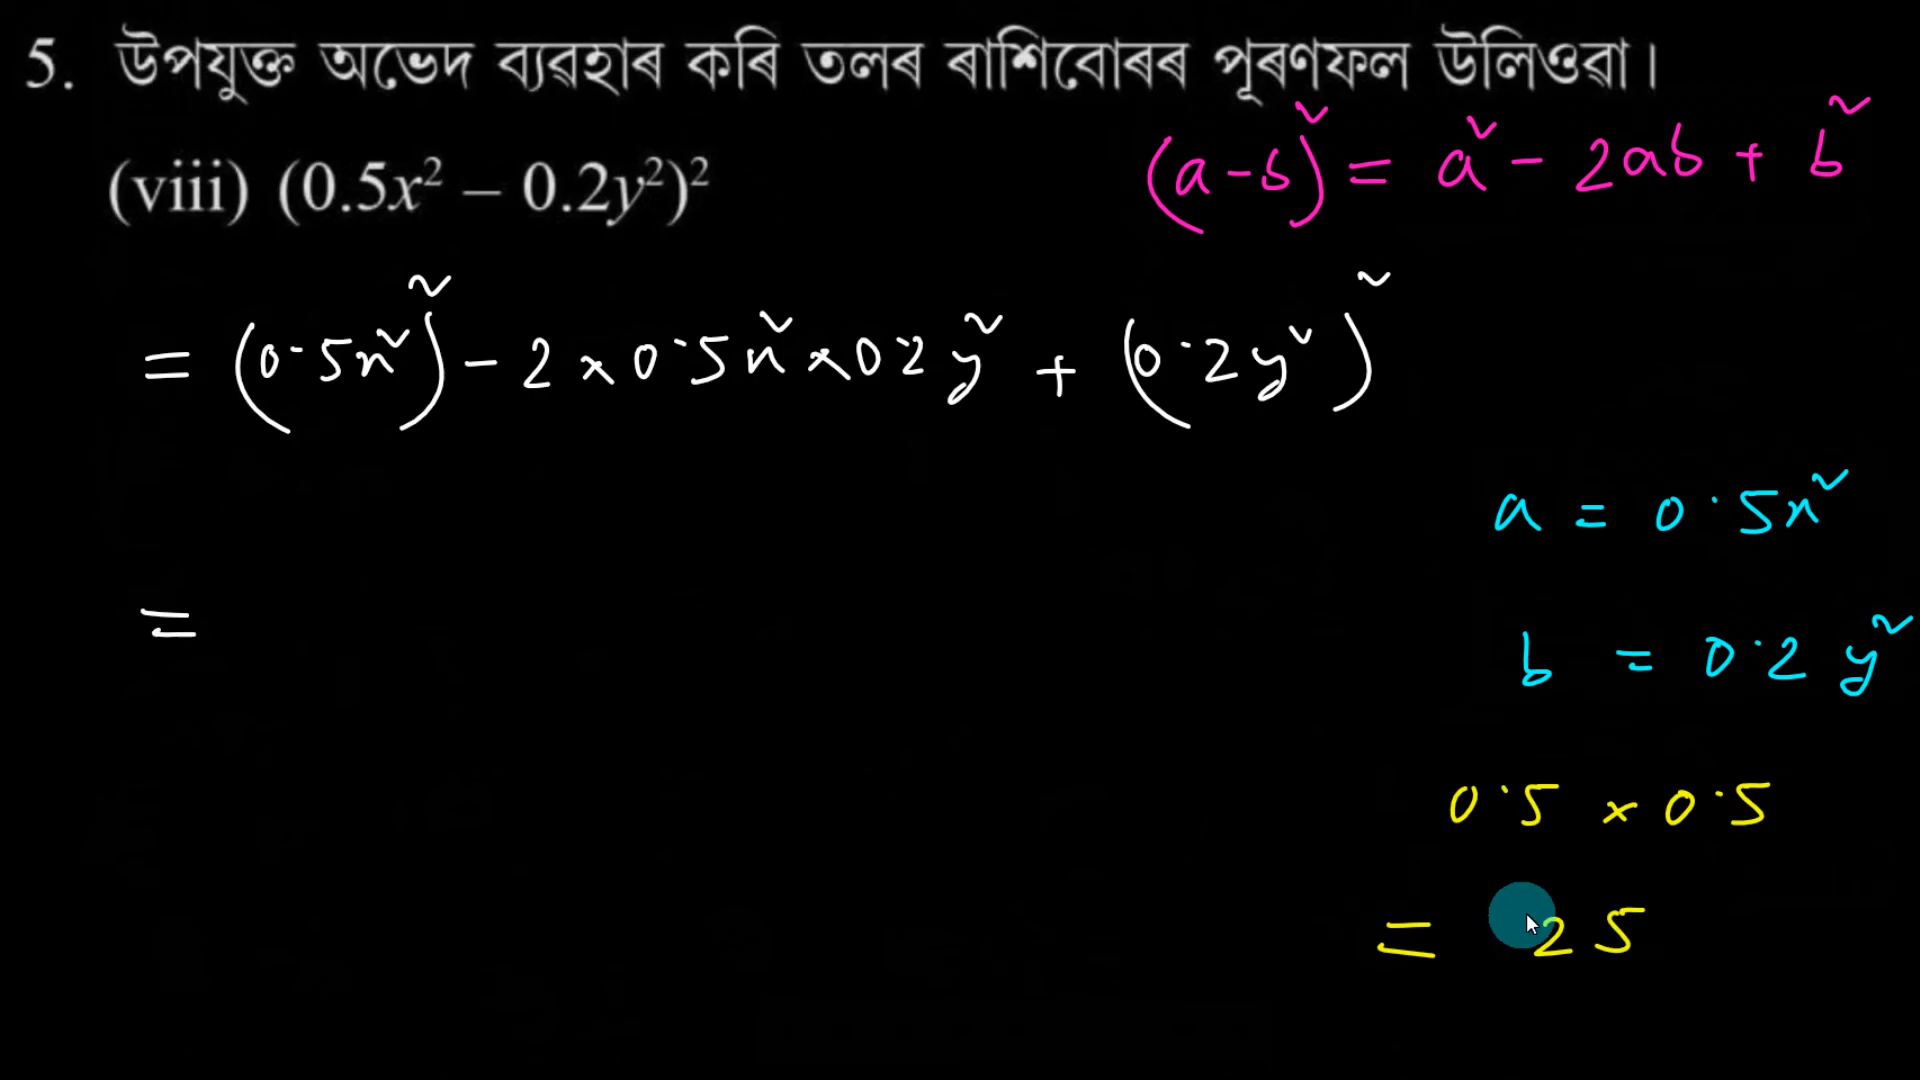 5. উপযুক্ত অভেদ ব্যৱহাৰ কৰি তলৰ ৰাশিবোৰৰ পূৰণফল উলিওৱা।
(viii) (0.5x² – 0.2y²)²
(a-b)² = a² - 2ab + b²
= (0.5x²)² - 2 × 0.5x² × 0.2y² + (0.2y²)²
a = 0.5x²
=
b = 0.2y²
0.5 × 0.5
= 25